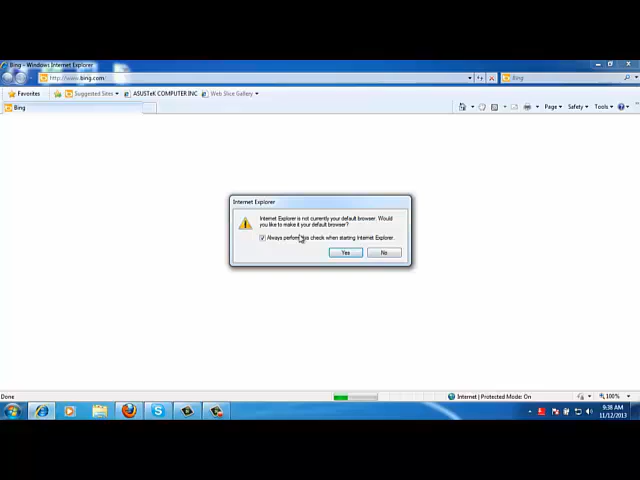 Bing - Windows Internet Explorer
http://www.bing.com/
Bing
Favorites
Suggested Sites
ASUSTeK COMPUTER INC
Web Slice Gallery
Bing
Page
Safety
Tools
Internet Explorer
Internet Explorer is not currently your default browser. Would
you like to make it your default browser?
Always perform this check when starting Internet Explorer.
Yes
No
Done
Internet | Protected Mode: On
100%
9:38 AM
11/12/2013